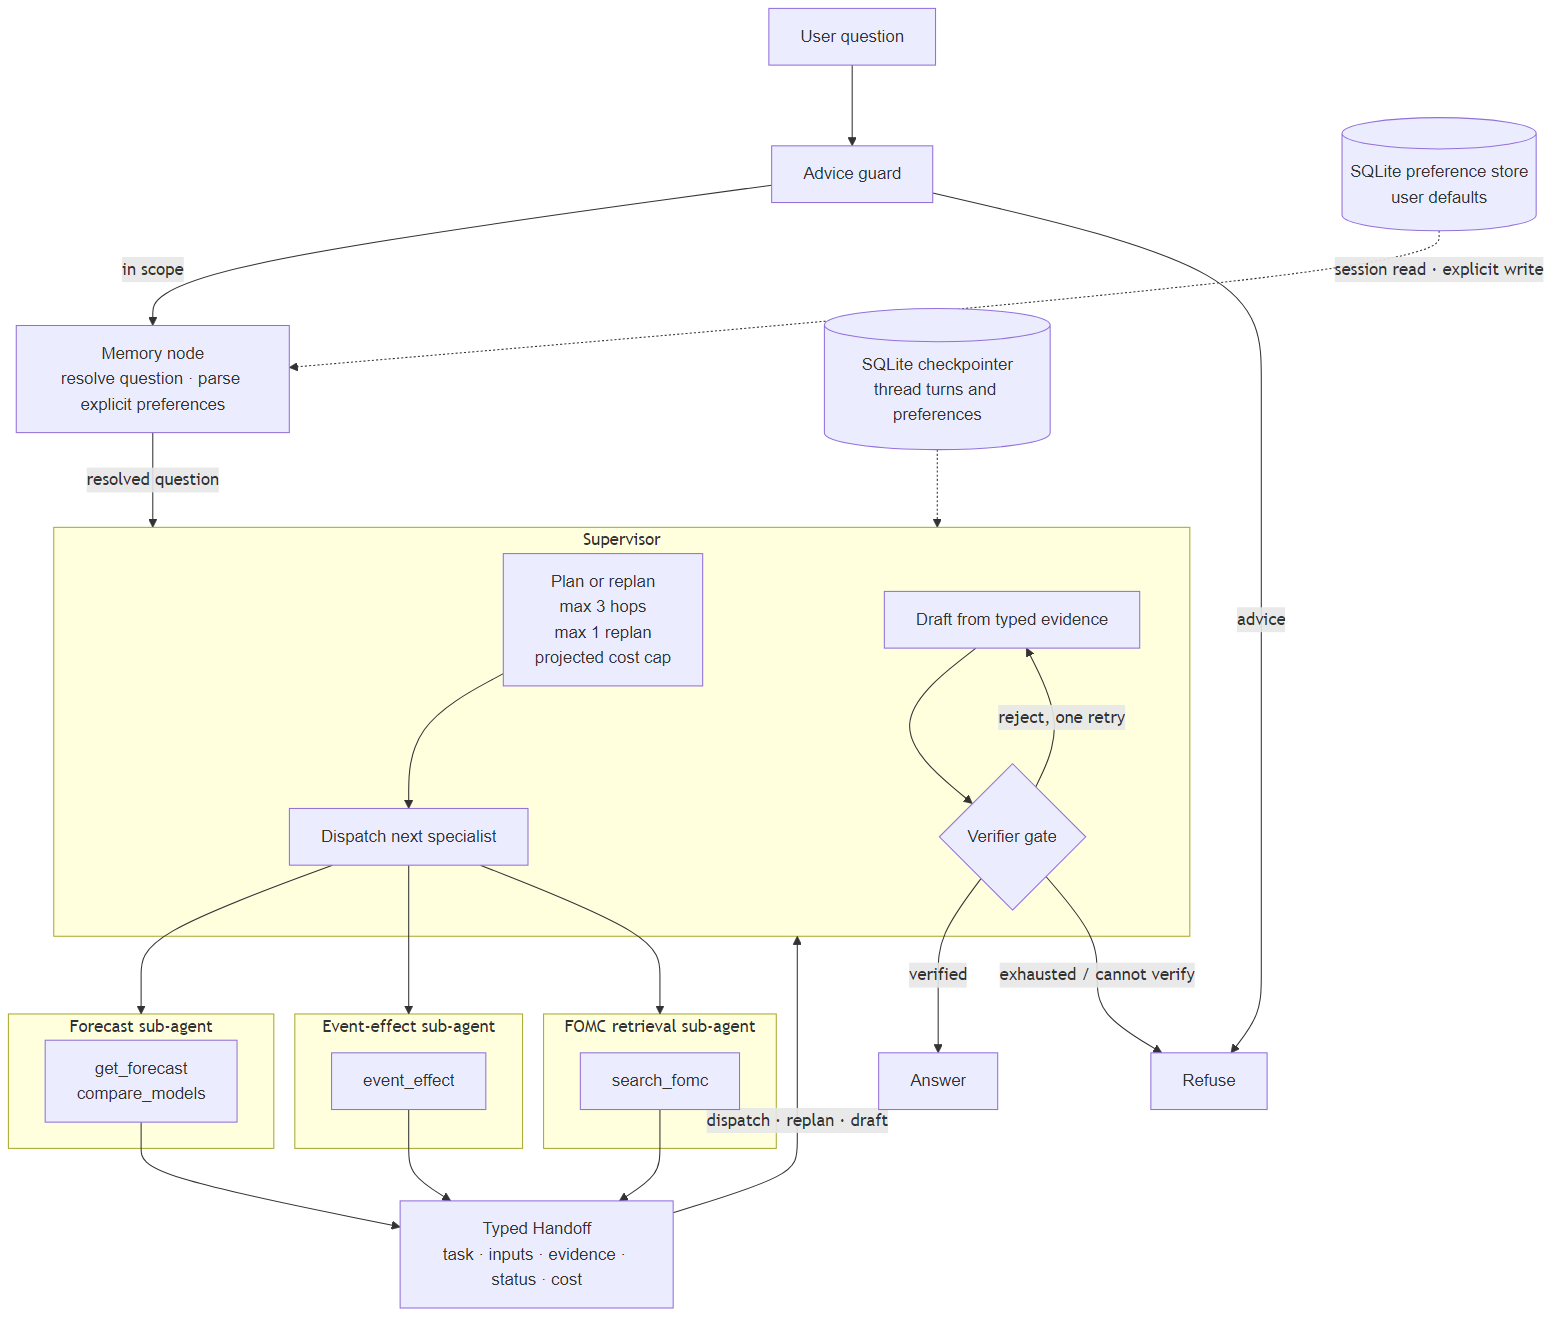 User question
Advice guard
SQLite preference store
user defaults
in scope
session read · explicit write
Memory node
resolve question · parse
explicit preferences
SQLite checkpointer
thread turns and
preferences
resolved question
Supervisor
Plan or replan
max 3 hops
max 1 replan
projected cost cap
Draft from typed evidence
advice
reject, one retry
Dispatch next specialist
Verifier gate
verified
exhausted / cannot verify
Forecast sub-agent
get_forecast
compare_models
Event-effect sub-agent
event_effect
FOMC retrieval sub-agent
search_fomc
Answer
Refuse
dispatch · replan · draft
Typed Handoff
task · inputs · evidence ·
status · cost